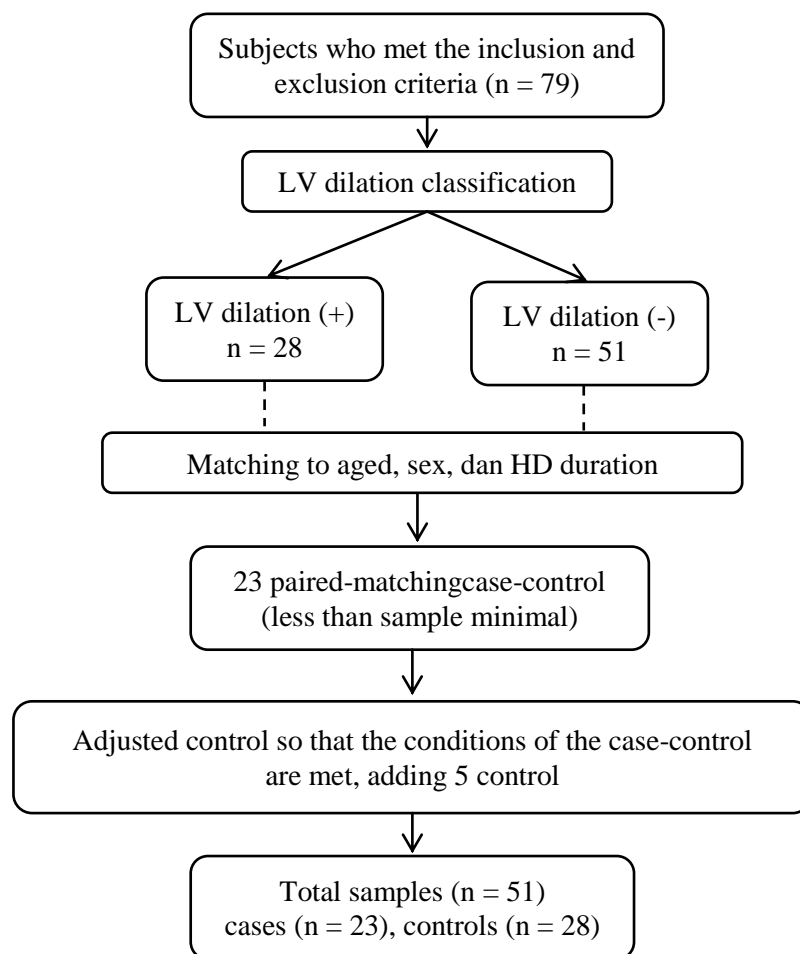 Subjects who met the inclusion and
exclusion criteria (n = 79)
LV dilation classification
LV dilation (+)
n = 28
LV dilation (-)
n = 51
Matching to aged, sex, dan HD duration
23 paired-matchingcase-control
(less than sample minimal)
Adjusted control so that the conditions of the case-control
are met, adding 5 control
Total samples (n = 51)
cases (n = 23), controls (n = 28)